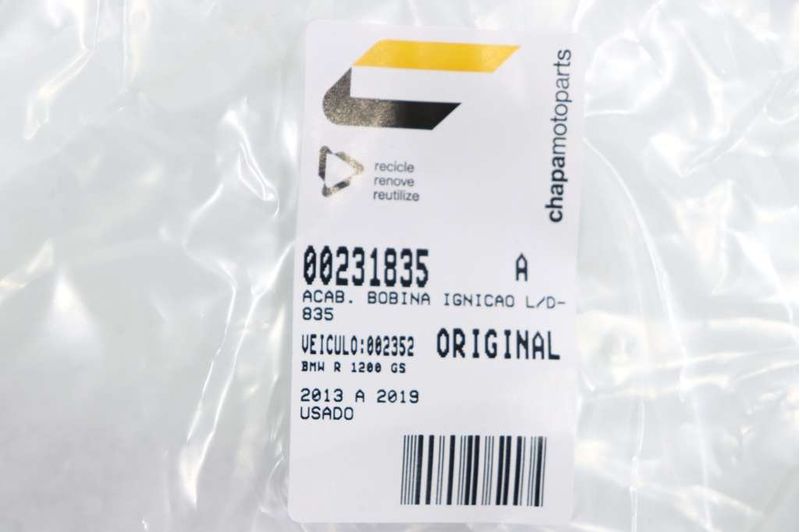 chapamotoparts
recicle
renove
reutilize
00231835 A
ACAB. BOBINA IGNICAO L/D-
835
VEICULO:002352 ORIGINAL
BMW R 1200 GS
2013 A 2019
USADO